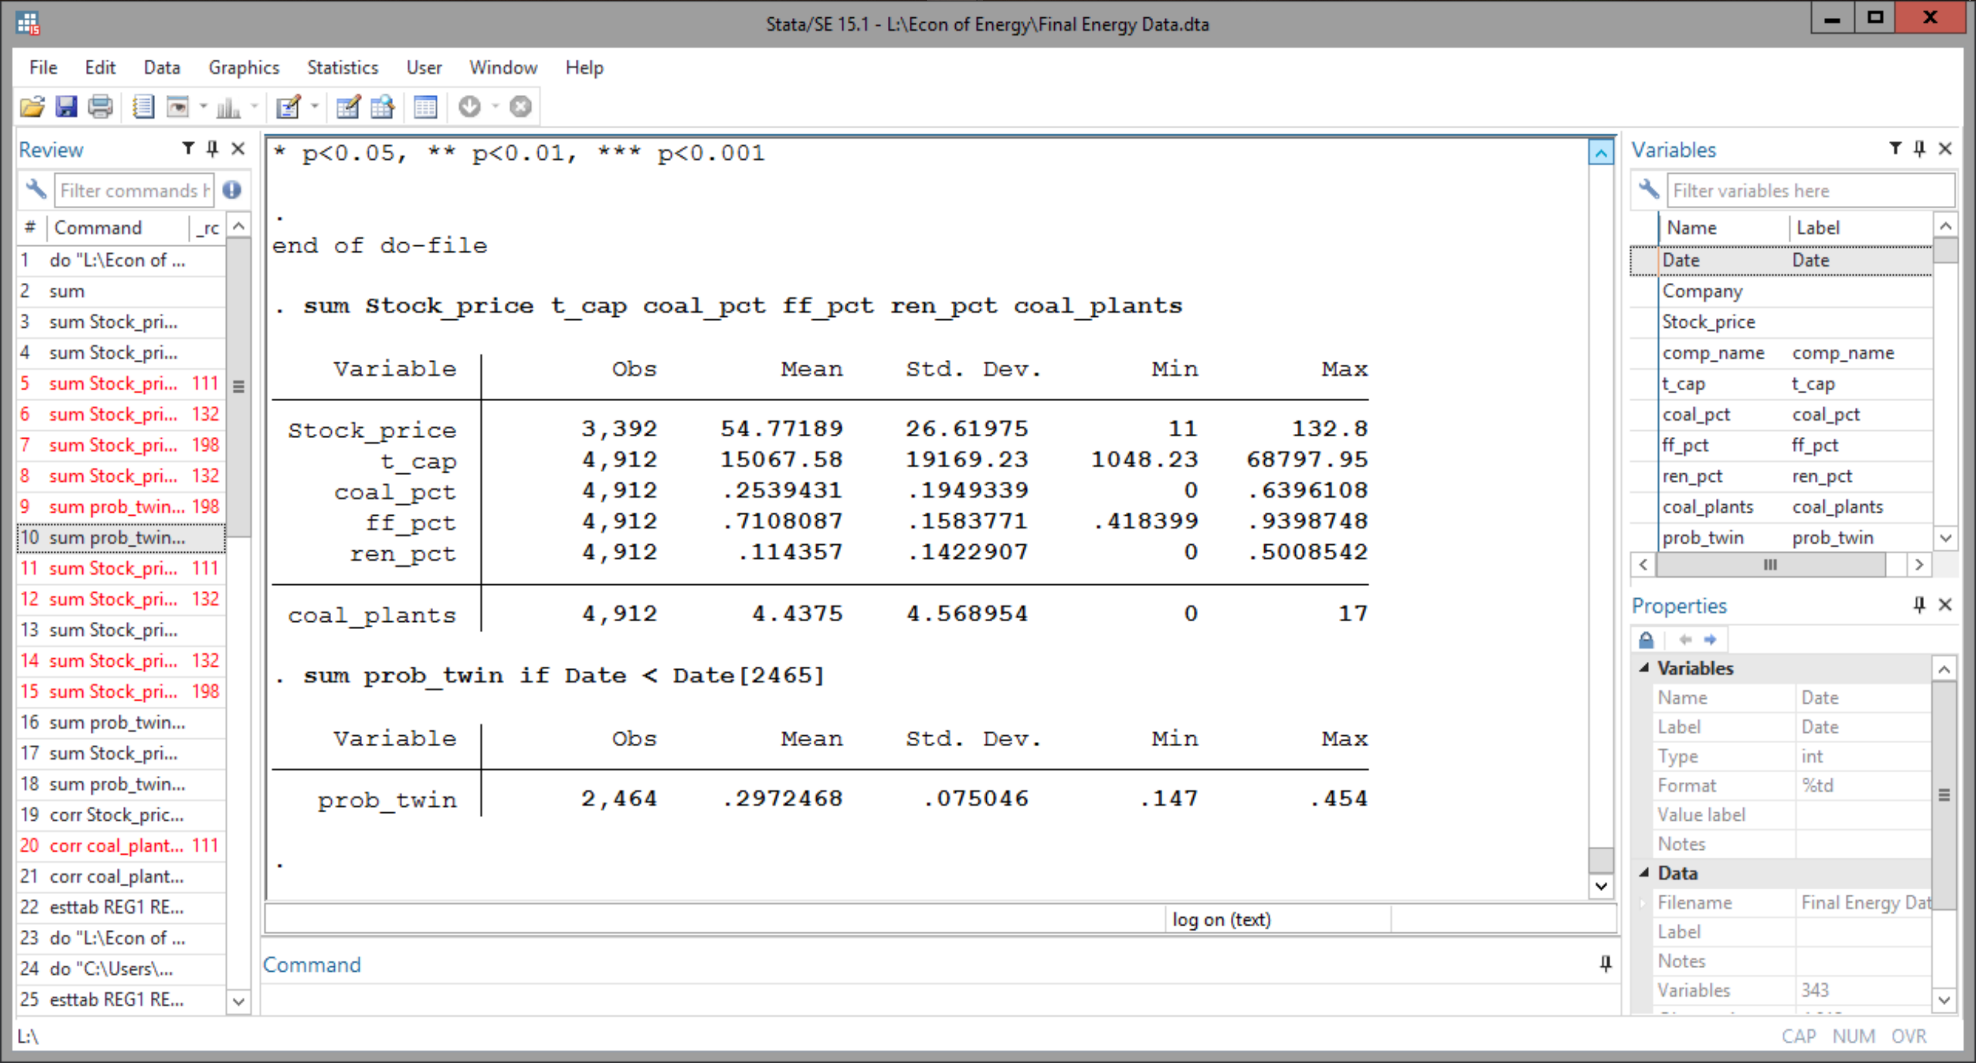 Stata/SE 15.1 - L:\Econ of Energy\Final Energy Data.dta
File Edit Data Graphics Statistics User Window Help
Review
Filter commands h
# Command _rc
1 do "L:\Econ of ...
2 sum
3 sum Stock_pri...
4 sum Stock_pri...
5 sum Stock_pri... 111
6 sum Stock_pri... 132
7 sum Stock_pri... 198
8 sum Stock_pri... 132
9 sum prob_twin... 198
10 sum prob_twin...
11 sum Stock_pri... 111
12 sum Stock_pri... 132
13 sum Stock_pri...
14 sum Stock_pri... 132
15 sum Stock_pri... 198
16 sum prob_twin...
17 sum Stock_pri...
18 sum prob_twin...
19 corr Stock_pric...
20 corr coal_plant... 111
21 corr coal_plant...
22 esttab REG1 RE...
23 do "L:\Econ of ...
24 do "C:\Users\...
25 esttab REG1 RE...
* p<0.05, ** p<0.01, *** p<0.001
.
end of do-file
. sum Stock_price t_cap coal_pct ff_pct ren_pct coal_plants
Variable Obs Mean Std. Dev. Min Max
Stock_price 3,392 54.77189 26.61975 11 132.8
t_cap 4,912 15067.58 19169.23 1048.23 68797.95
coal_pct 4,912 .2539431 .1949339 0 .6396108
ff_pct 4,912 .7108087 .1583771 .418399 .9398748
ren_pct 4,912 .114357 .1422907 0 .5008542
coal_plants 4,912 4.4375 4.568954 0 17
. sum prob_twin if Date < Date[2465]
Variable Obs Mean Std. Dev. Min Max
prob_twin 2,464 .2972468 .075046 .147 .454
.
log on (text)
Command
Variables
Filter variables here
Name Label
Date Date
Company
Stock_price
comp_name comp_name
t_cap t_cap
coal_pct coal_pct
ff_pct ff_pct
ren_pct ren_pct
coal_plants coal_plants
prob_twin prob_twin
Properties
Variables
Name Date
Label Date
Type int
Format %td
Value label
Notes
Data
Filename Final Energy Dat
Label
Notes
Variables 343
L:\
CAP NUM OVR